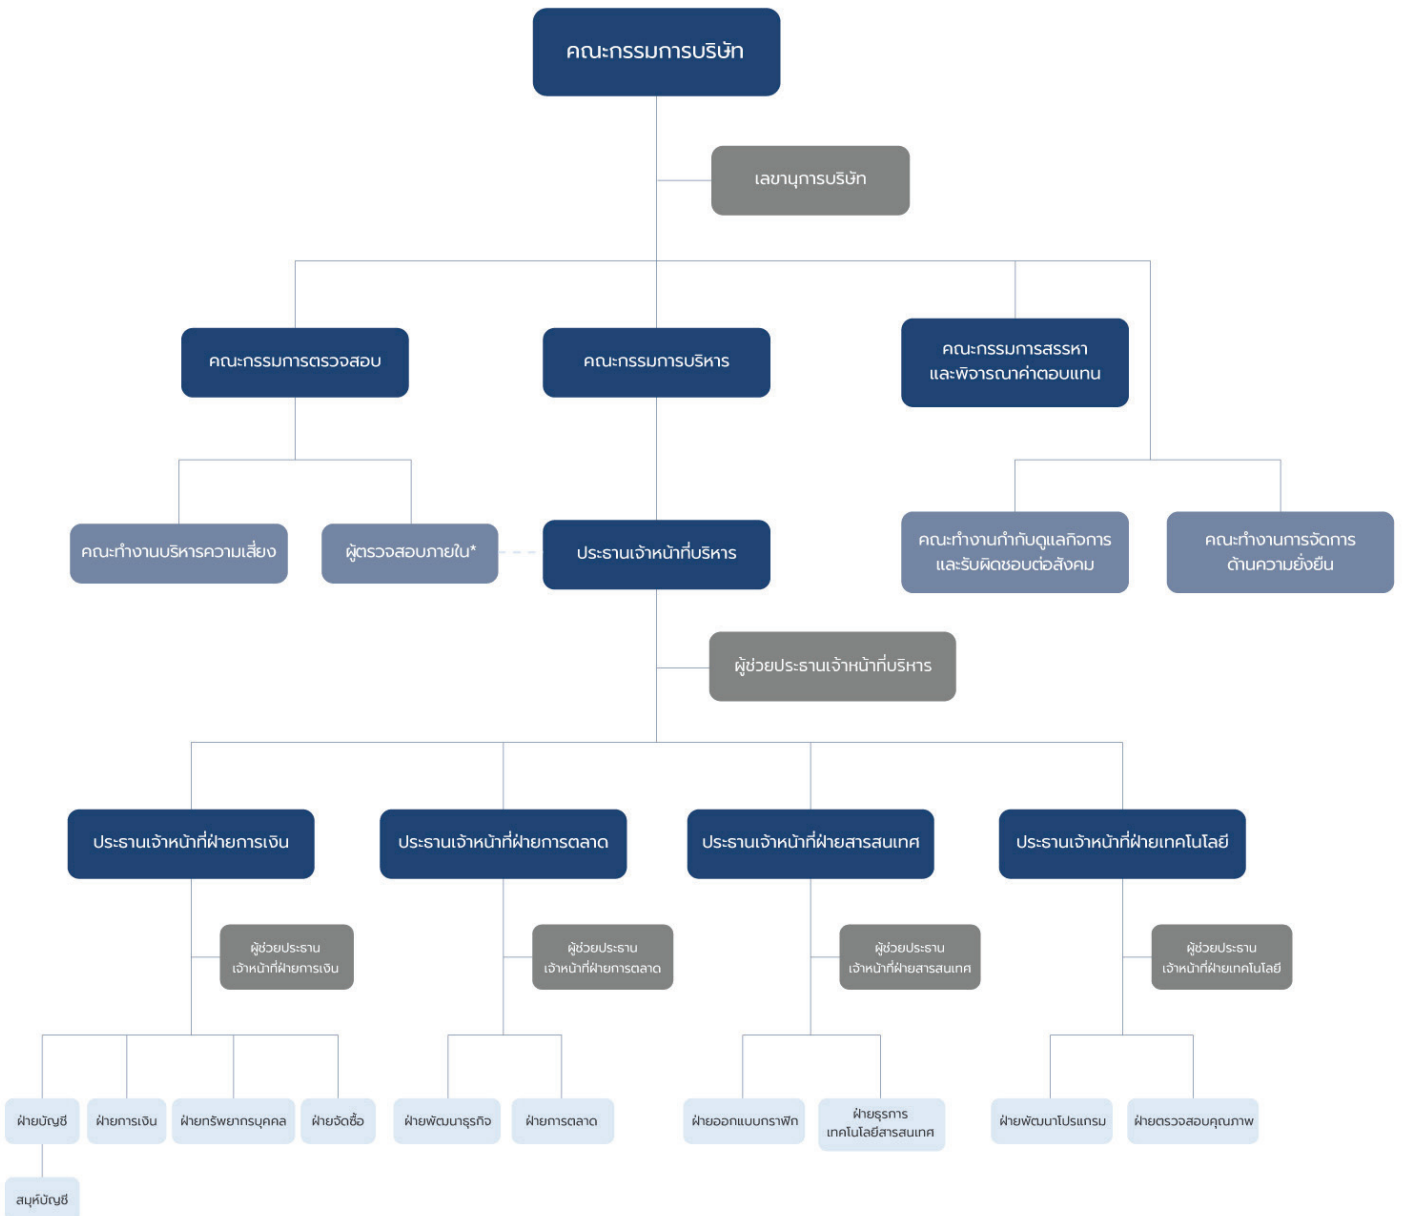 คณะกรรมการบริษัท
เลขานุการบริษัท
คณะกรรมการตรวจสอบ
คณะกรรมการบริหาร
คณะกรรมการสรรหา
และพิจารณาค่าตอบแทน
คณะทำงานบริหารความเสี่ยง
ผู้ตรวจสอบภายใน*
ประธานเจ้าหน้าที่บริหาร
คณะทำงานกำกับดูแลกิจการ
และรับผิดชอบต่อสังคม
คณะทำงานการจัดการ
ด้านความยั่งยืน
ผู้ช่วยประธานเจ้าหน้าที่บริหาร
ประธานเจ้าหน้าที่ฝ่ายการเงิน
ประธานเจ้าหน้าที่ฝ่ายการตลาด
ประธานเจ้าหน้าที่ฝ่ายสารสนเทศ
ประธานเจ้าหน้าที่ฝ่ายเทคโนโลยี
ผู้ช่วยประธาน
เจ้าหน้าที่ฝ่ายการเงิน
ผู้ช่วยประธาน
เจ้าหน้าที่ฝ่ายการตลาด
ผู้ช่วยประธาน
เจ้าหน้าที่ฝ่ายสารสนเทศ
ผู้ช่วยประธาน
เจ้าหน้าที่ฝ่ายเทคโนโลยี
ฝ่ายบัญชี
ฝ่ายการเงิน
ฝ่ายทรัพยากรบุคคล
ฝ่ายจัดซื้อ
ฝ่ายพัฒนาธุรกิจ
ฝ่ายการตลาด
ฝ่ายออกแบบกราฟิก
ฝ่ายธุรการ
เทคโนโลยีสารสนเทศ
ฝ่ายพัฒนาโปรแกรม
ฝ่ายตรวจสอบคุณภาพ
สมุห์บัญชี